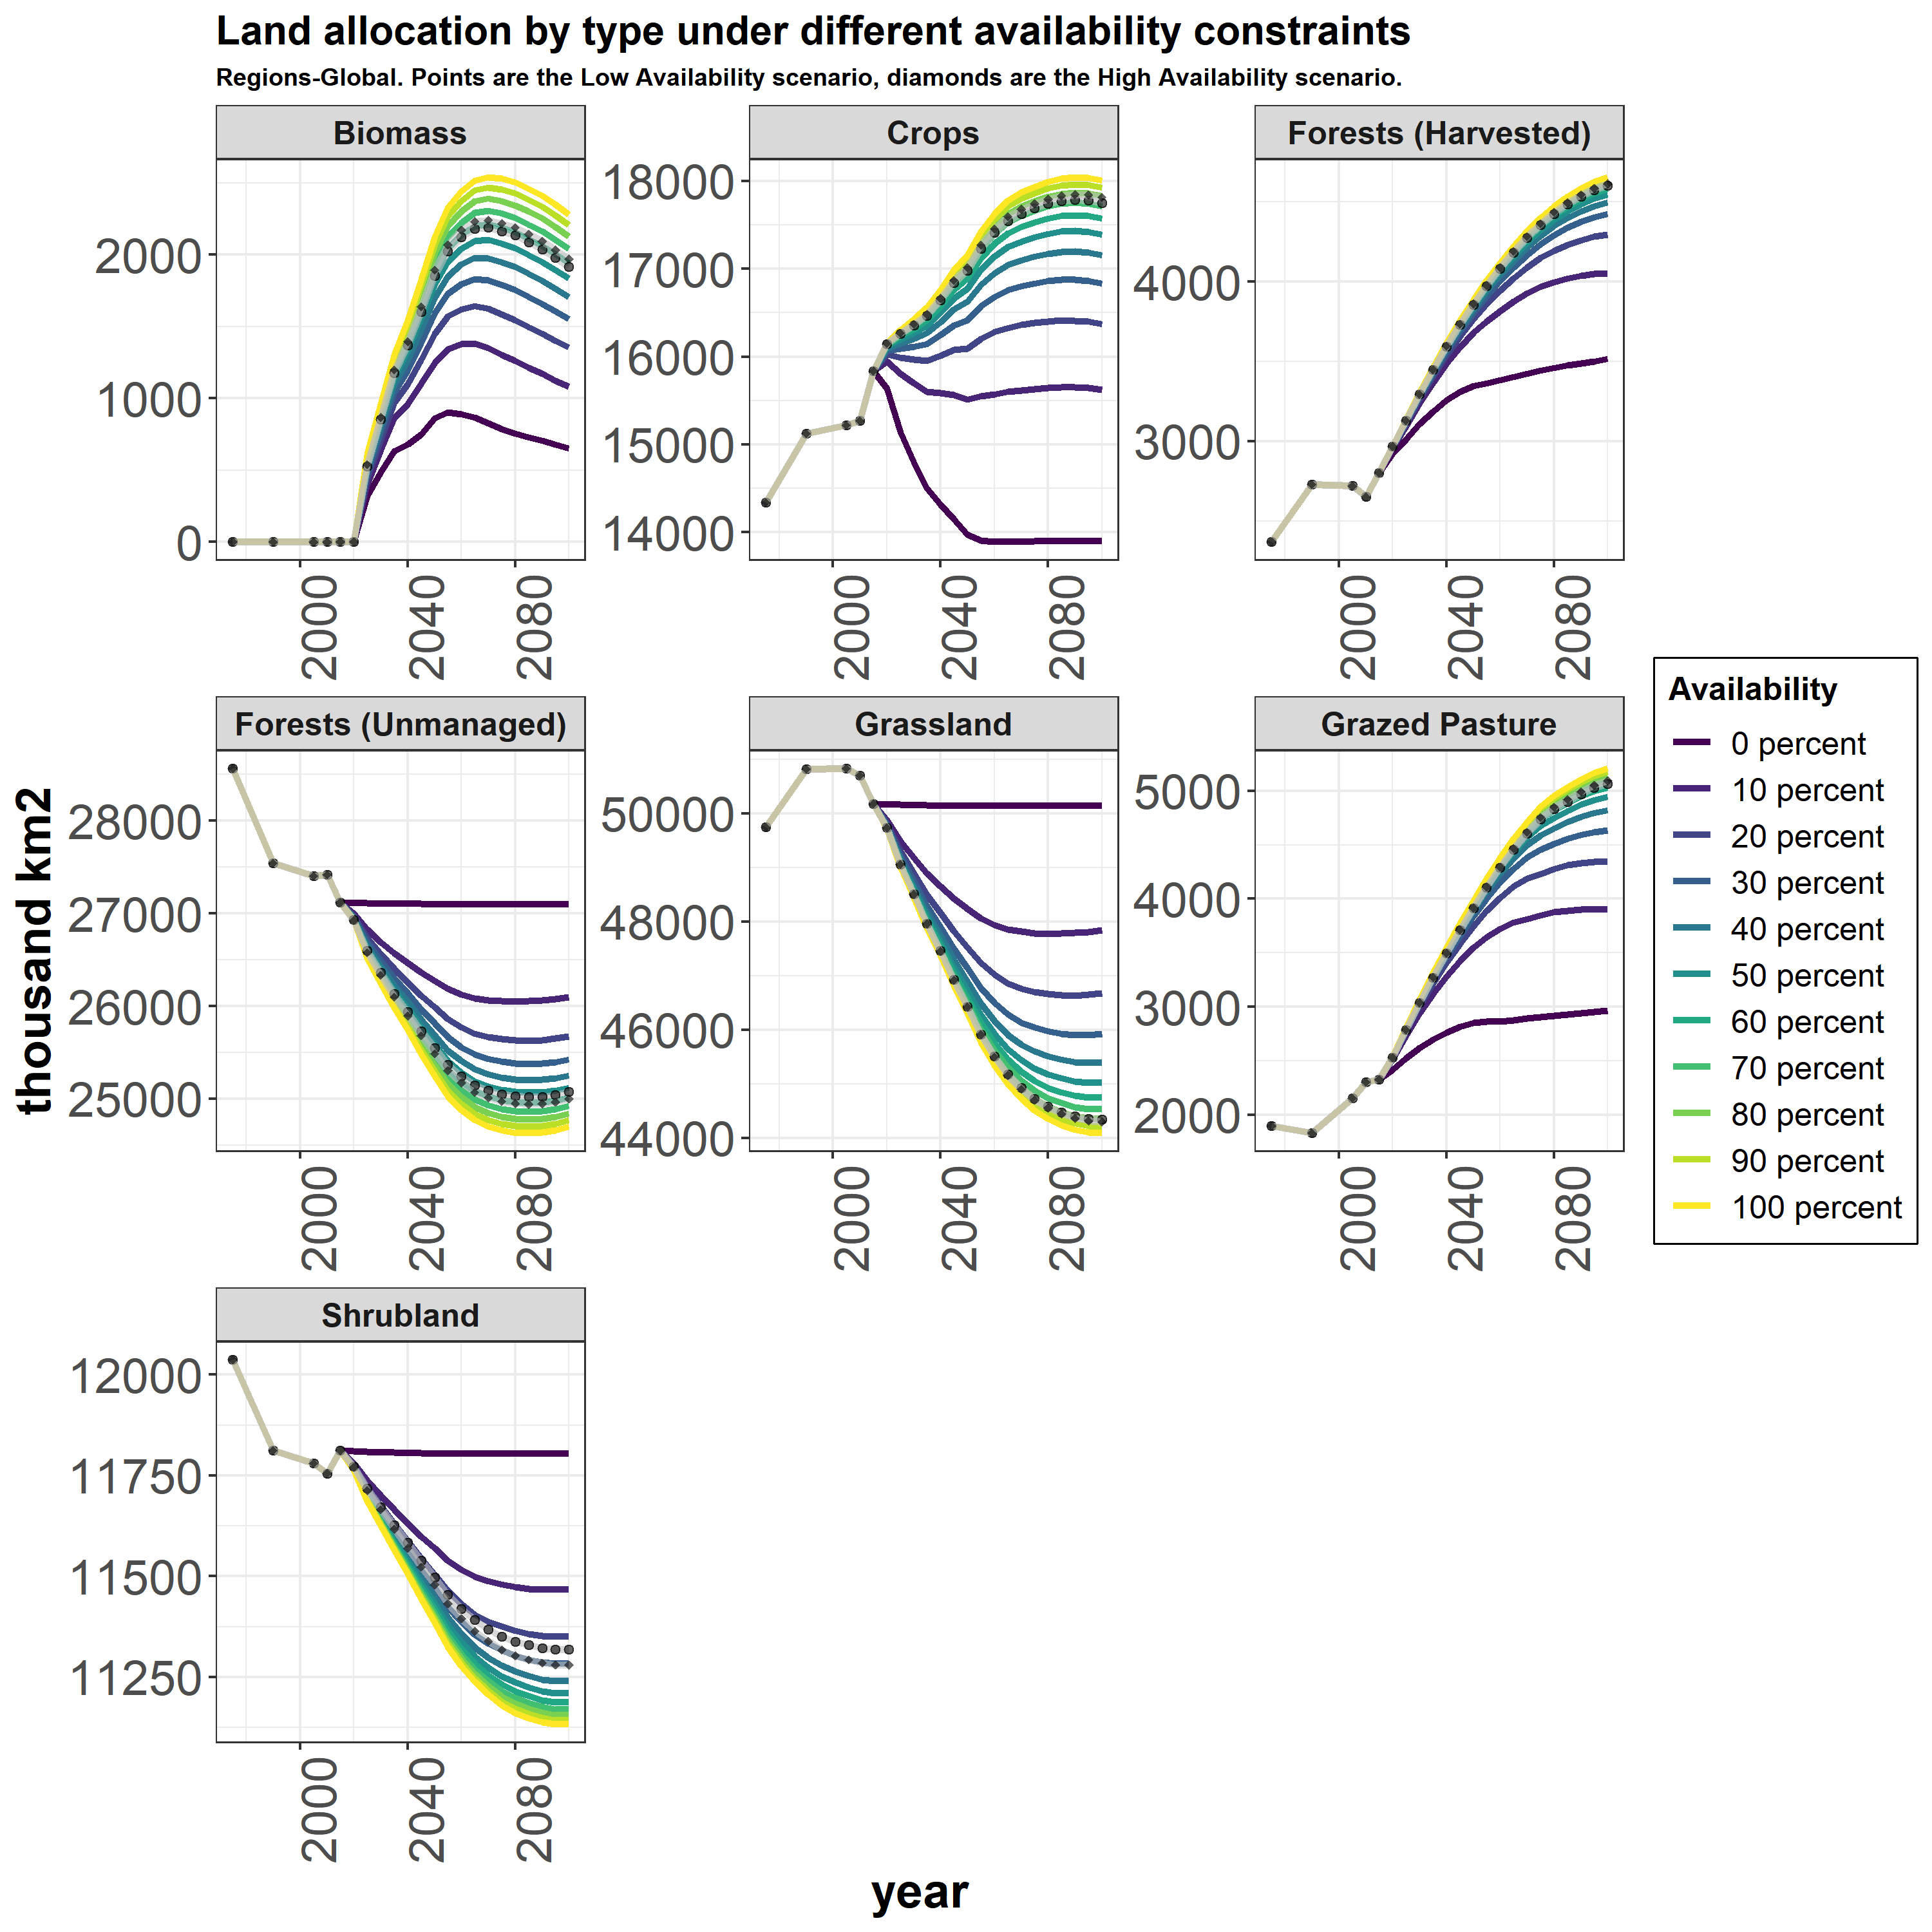 Land allocation by type under different availability constraints
Regions-Global. Points are the Low Availability scenario, diamonds are the High Availability scenario.
Biomass
2000
1000
0
2000
2040
2080
Crops
18000
17000
16000
15000
14000
2000
2040
2080
Forests (Harvested)
4000
3000
2000
2040
2080
Forests (Unmanaged)
28000
27000
26000
25000
2000
2040
2080
Grassland
50000
48000
46000
44000
2000
2040
2080
Grazed Pasture
5000
4000
3000
2000
2000
2040
2080
Shrubland
12000
11750
11500
11250
2000
2040
2080
thousand km2
year
Availability
0 percent
10 percent
20 percent
30 percent
40 percent
50 percent
60 percent
70 percent
80 percent
90 percent
100 percent